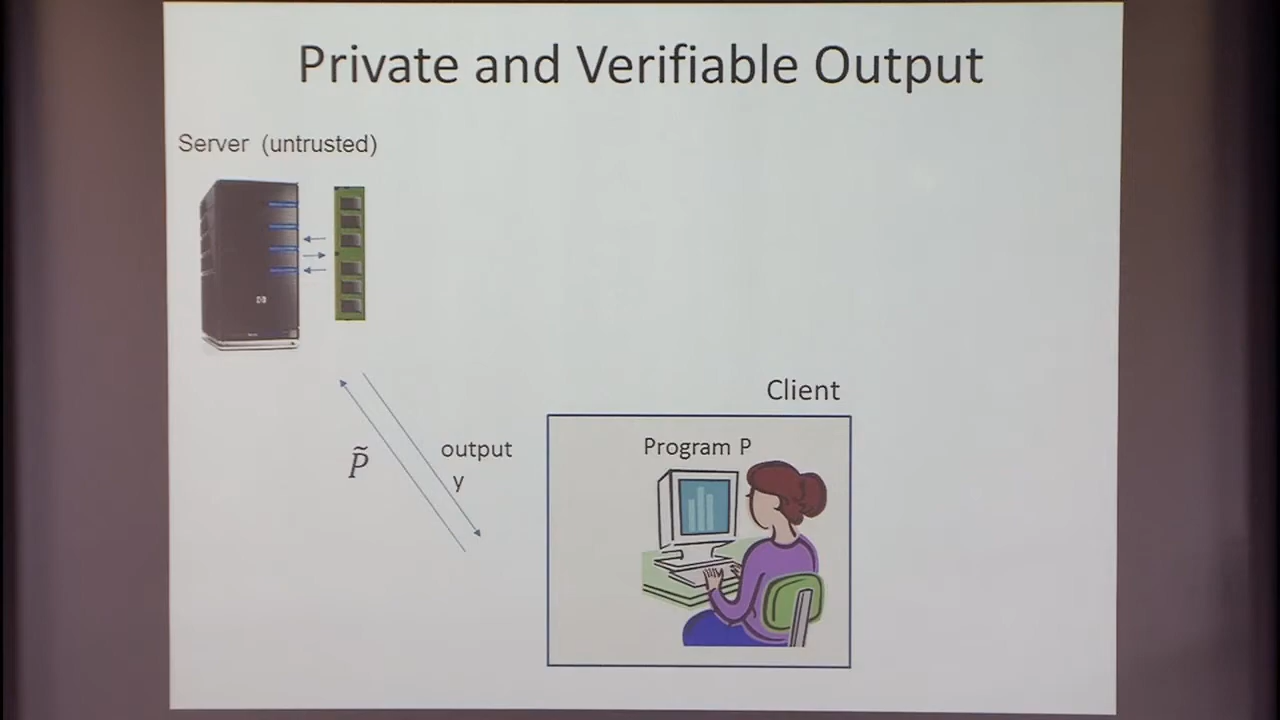 Private and Verifiable Output
Server (untrusted)
Client
Program P
output
y
P̃